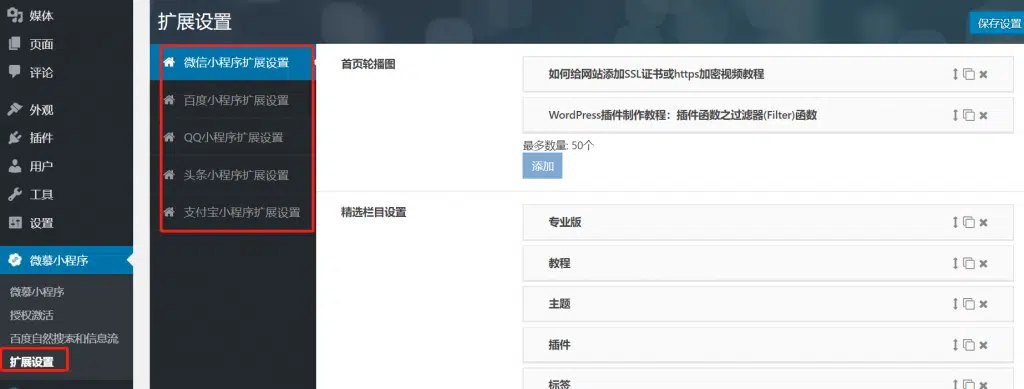 媒体
页面
评论
外观
插件
用户
工具
设置
微慕小程序
微慕小程序
授权激活
百度自然搜索和信息流
扩展设置
扩展设置
保存设置
微信小程序扩展设置
百度小程序扩展设置
QQ小程序扩展设置
头条小程序扩展设置
支付宝小程序扩展设置
首页轮播图
如何给网站添加SSL证书或https加密视频教程
WordPress插件制作教程：插件函数之过滤器(Filter)函数
最多数量: 50个
添加
精选栏目设置
专业版
教程
主题
插件
标签